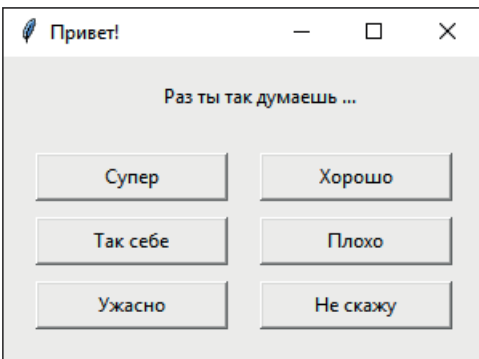 Привет!
Раз ты так думаешь ...
Супер Хорошо
Так себе Плохо
Ужасно Не скажу